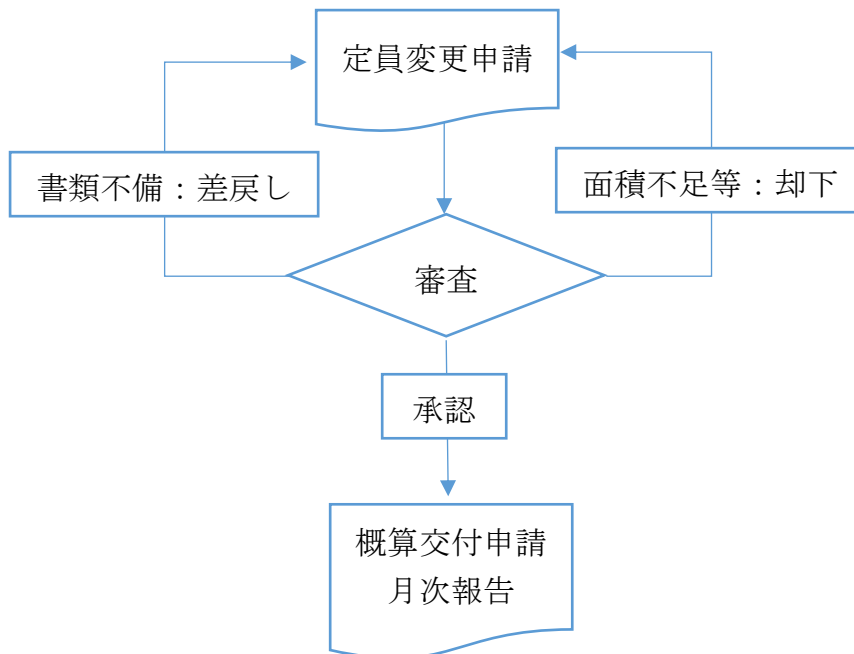 定員変更申請
書類不備：差戻し
面積不足等：却下
審査
承認
概算交付申請
月次報告